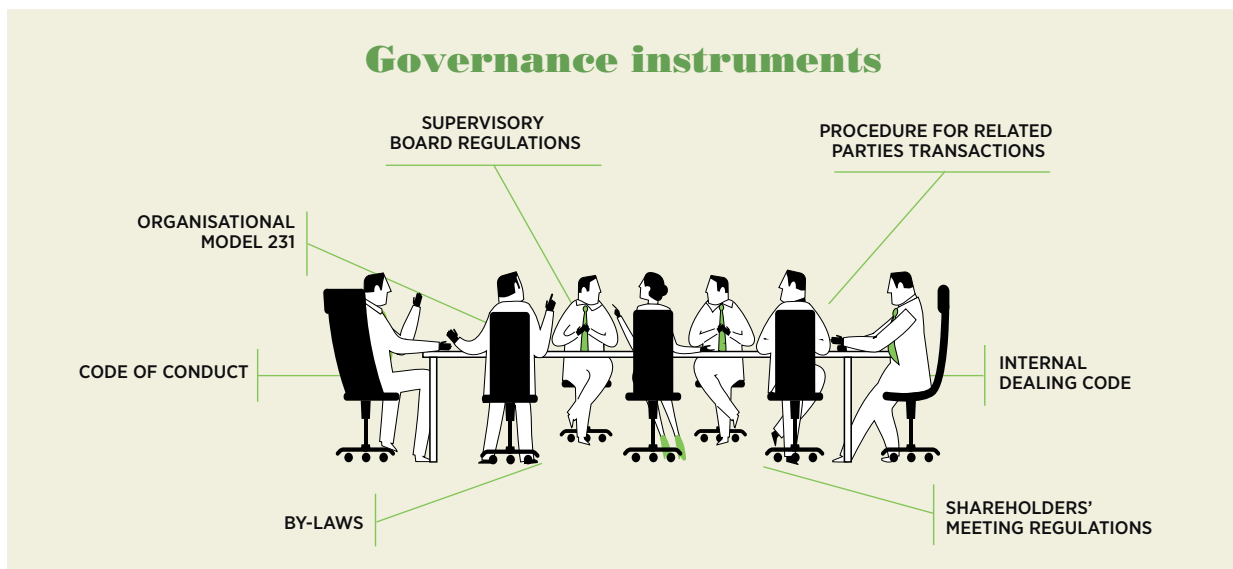 Governance instruments
SUPERVISORY
BOARD REGULATIONS
PROCEDURE FOR RELATED
PARTIES TRANSACTIONS
ORGANISATIONAL
MODEL 231
CODE OF CONDUCT
INTERNAL
DEALING CODE
BY-LAWS
SHAREHOLDERS’
MEETING REGULATIONS